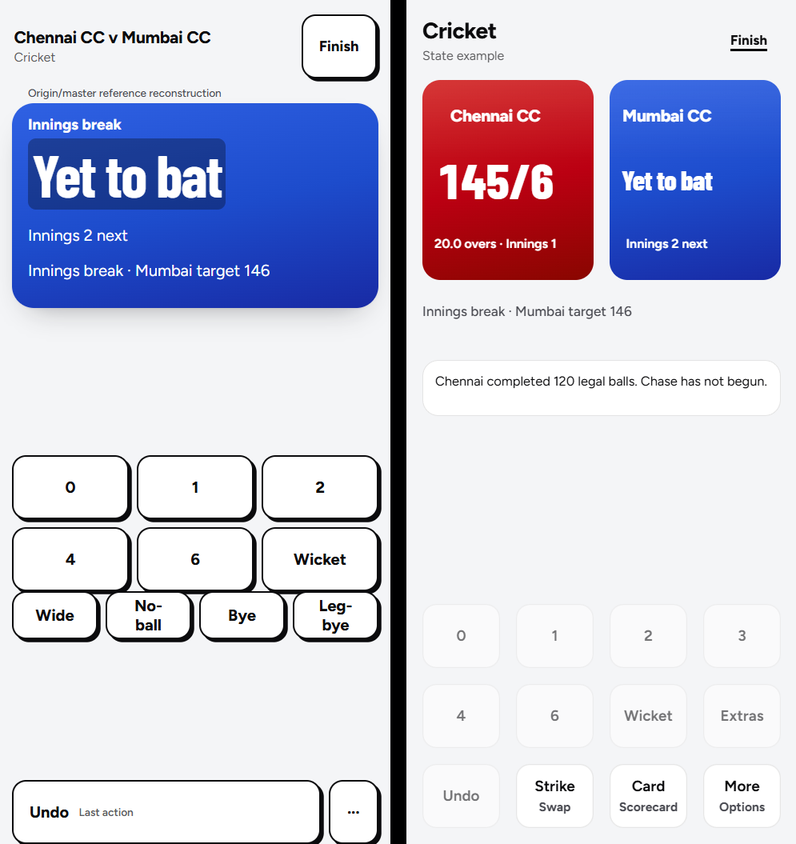 Chennai CC v Mumbai CC
Cricket
Finish
Origin/master reference reconstruction
Innings break
Yet to bat
Innings 2 next
Innings break · Mumbai target 146
0
1
2
4
6
Wicket
Wide
No-
ball
Bye
Leg-
bye
Undo Last action
...
Cricket
State example
Finish
Chennai CC
145/6
20.0 overs · Innings 1
Mumbai CC
Yet to bat
Innings 2 next
Innings break · Mumbai target 146
Chennai completed 120 legal balls. Chase has not begun.
0
1
2
3
4
6
Wicket
Extras
Undo
Strike
Swap
Card
Scorecard
More
Options